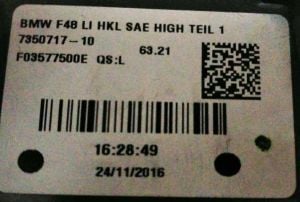 BMW F48 LI HKL SAE HIGH TEIL 1
7350717-10 63.21
F03577500E QS:L
16:28:49
24/11/2016